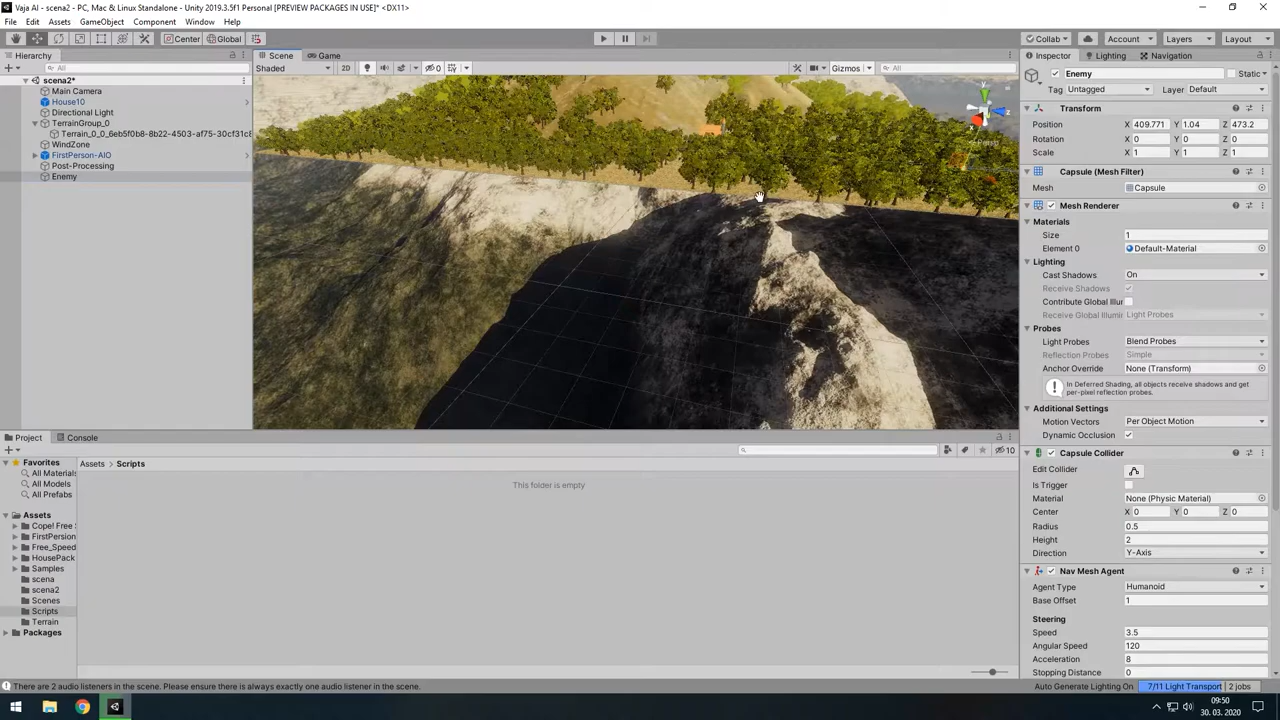 Vaja AI - scena2 - PC, Mac & Linux Standalone - Unity 2019.3.5f1 Personal [PREVIEW PACKAGES IN USE]* <DX11>
File Edit Assets GameObject Component Window Help
Center Global Collab Account Layers Layout
Hierarchy
All
scena2*
Main Camera
House10
Directional Light
TerrainGroup_0
Terrain_0_0_6eb5f0b8-8b22-4503-af75-30cf31c8
WindZone
FirstPerson-AIO
Post-Processing
Enemy
Scene Game
Shaded 2D 0 Gizmos All
Persp
y
x
Inspector Lighting Navigation
Enemy Static
Tag Untagged Layer Default
Transform
Position X 409.771 Y 1.04 Z 473.2
Rotation X 0 Y 0 Z 0
Scale X 1 Y 1 Z 1
Capsule (Mesh Filter)
Mesh Capsule
Mesh Renderer
Materials
Size 1
Element 0 Default-Material
Lighting
Cast Shadows On
Receive Shadows
Contribute Global Illur
Receive Global Illumir Light Probes
Probes
Light Probes Blend Probes
Reflection Probes Simple
Anchor Override None (Transform)
In Deferred Shading, all objects receive shadows and get
per-pixel reflection probes.
Additional Settings
Motion Vectors Per Object Motion
Dynamic Occlusion
Capsule Collider
Edit Collider
Is Trigger
Material None (Physic Material)
Center X 0 Y 0 Z 0
Radius 0.5
Height 2
Direction Y-Axis
Nav Mesh Agent
Agent Type Humanoid
Base Offset 1
Steering
Speed 3.5
Angular Speed 120
Acceleration 8
Stopping Distance 0
Project Console
10
Favorites
All Materials
All Models
All Prefabs
Assets
Cope! Free
FirstPerson
Free_Speed
HousePack
Samples
scena
scena2
Scenes
Scripts
Terrain
Packages
Assets > Scripts
This folder is empty
There are 2 audio listeners in the scene. Please ensure there is always exactly one audio listener in the scene.
Auto Generate Lighting On 7/11 Light Transport 2 jobs
09:50
30. 03. 2020